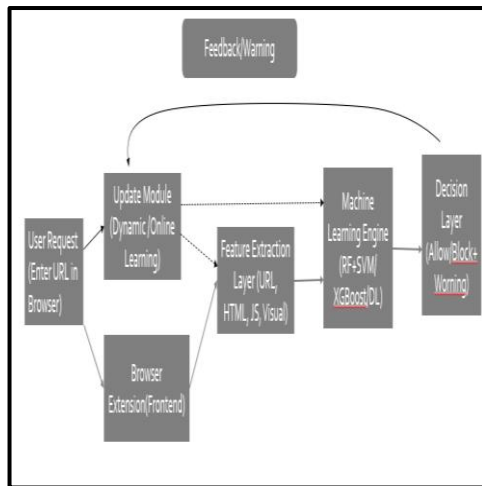 Feedback/Warning
Update Module
(Dynamic /Online
Learning)
User Request
(Enter URL in
Browser)
Browser
Extension(Frontend)
Feature Extraction
Layer (URL,
HTML, JS, Visual)
Machine
Learning Engine
(RF+SVM/
XGBoost/DL)
Decision
Layer
(Allow/Block+
Worning)